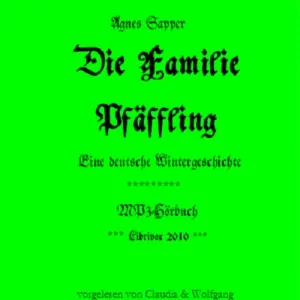 Agnes Sapper
Die Familie
Pfäffling
Eine deutsche Wintergeschichte
*********
MP3-Hörbuch
*** Librivox 2010 ***
vorgelesen von Claudia & Wolfgang